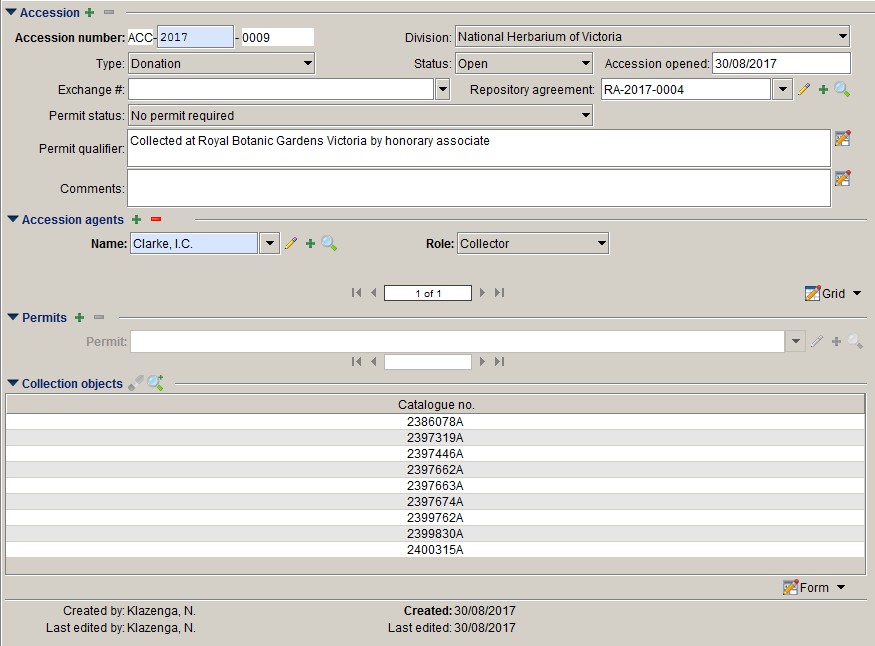 Accession
Accession number: ACC- 2017 - 0009 Division: National Herbarium of Victoria
Type: Donation Status: Open Accession opened: 30/08/2017
Exchange #: Repository agreement: RA-2017-0004
Permit status: No permit required
Permit qualifier: Collected at Royal Botanic Gardens Victoria by honorary associate
Comments:
Accession agents
Name: Clarke, I.C. Role: Collector
1 of 1 Grid
Permits
Permit:
Collection objects
Catalogue no.
2386078A
2397319A
2397446A
2397662A
2397663A
2397674A
2399762A
2399830A
2400315A
Form
Created by: Klazenga, N. Created: 30/08/2017
Last edited by: Klazenga, N. Last edited: 30/08/2017